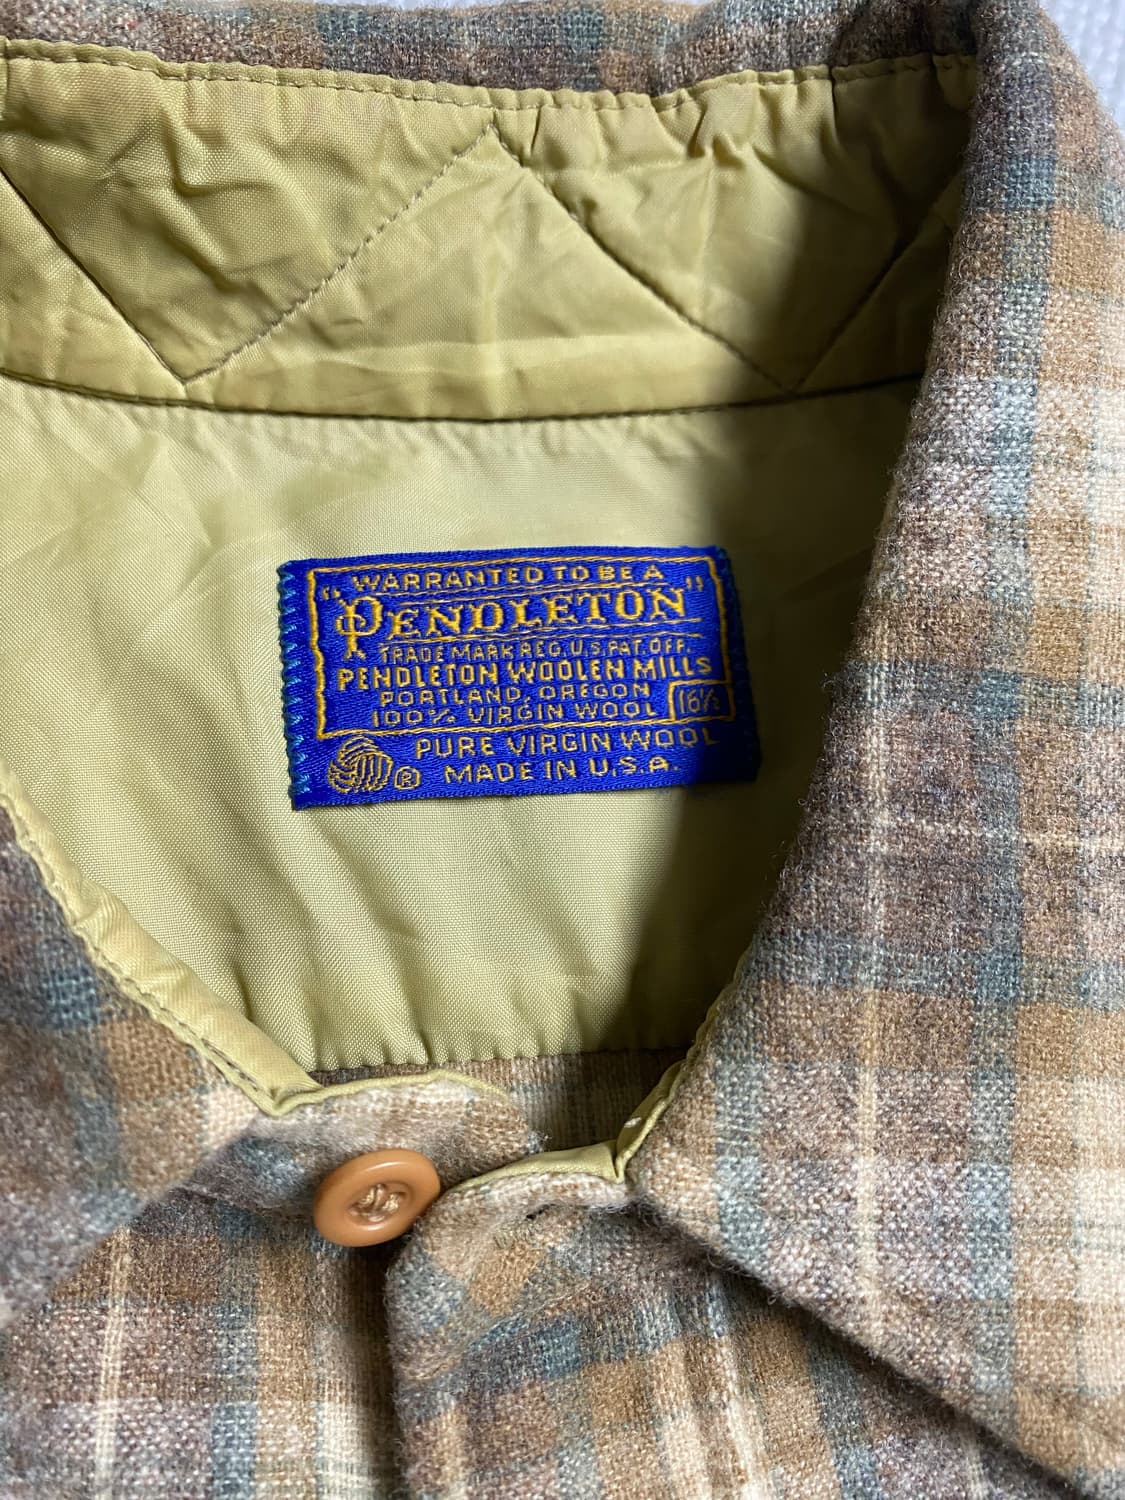 WARRANTED TO BE A
"PENDLETON"
TRADE MARK REG. U.S. PAT. OFF.
PENDLETON WOOLEN MILLS
PORTLAND, OREGON
100% VIRGIN WOOL 16½
PURE VIRGIN WOOL
® MADE IN U.S.A.